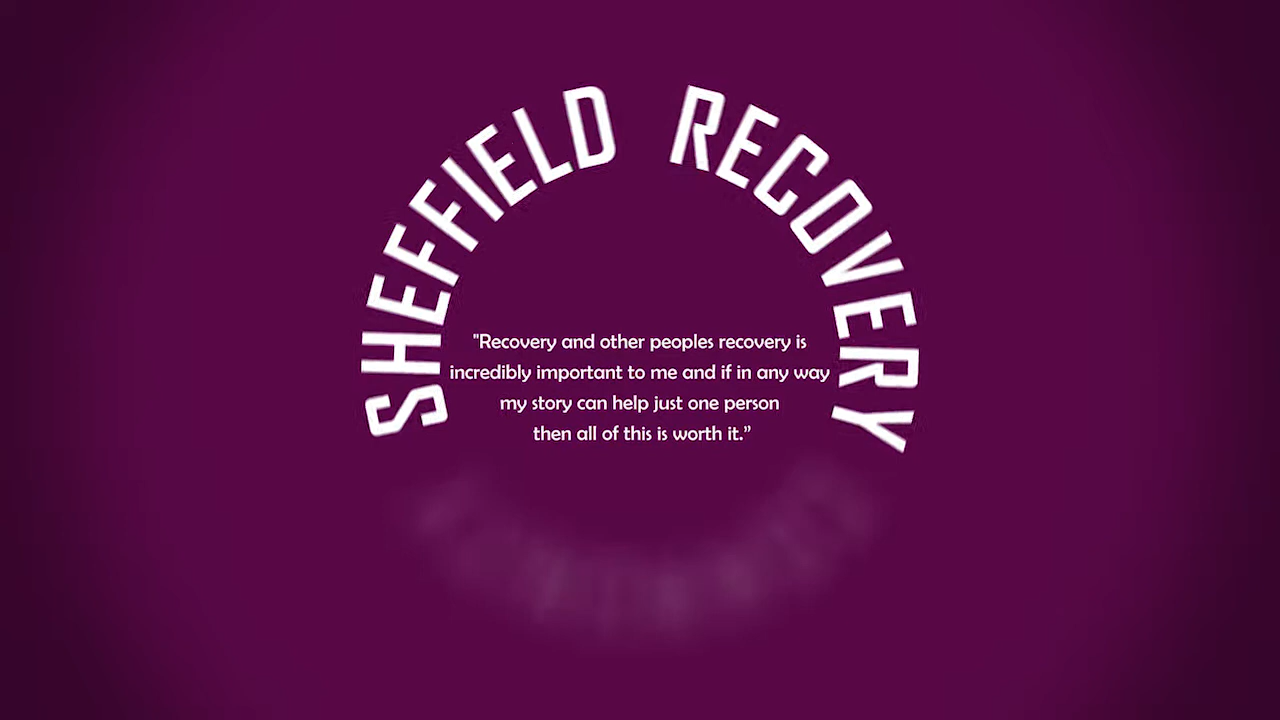 SHEFFIELD RECOVERY
"Recovery and other peoples recovery is
incredibly important to me and if in any way
my story can help just one person
then all of this is worth it.”